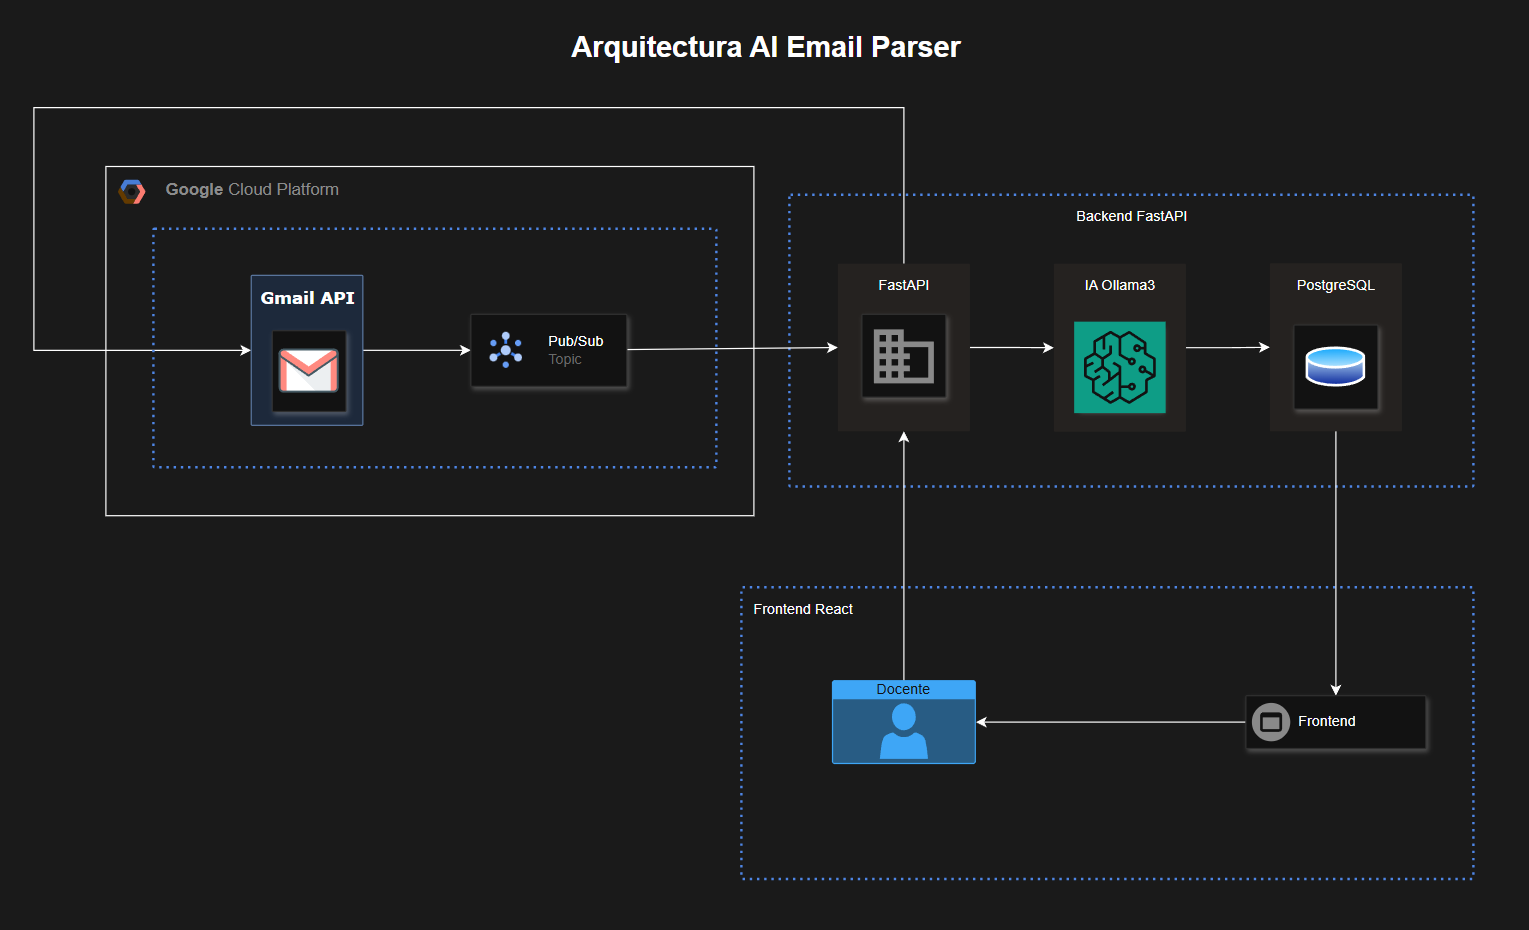 Arquitectura AI Email Parser
Google Cloud Platform
Gmail API
Pub/Sub
Topic
Backend FastAPI
FastAPI
IA Ollama3
PostgreSQL
Frontend React
Docente
Frontend